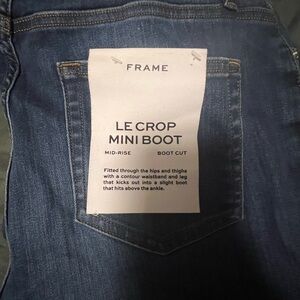 FRAME
LE CROP
MINI BOOT
MID-RISE BOOT CUT
Fitted through the hips and thighs
with a contour waistband and leg
that kicks out into a slight boot
that hits above the ankle.